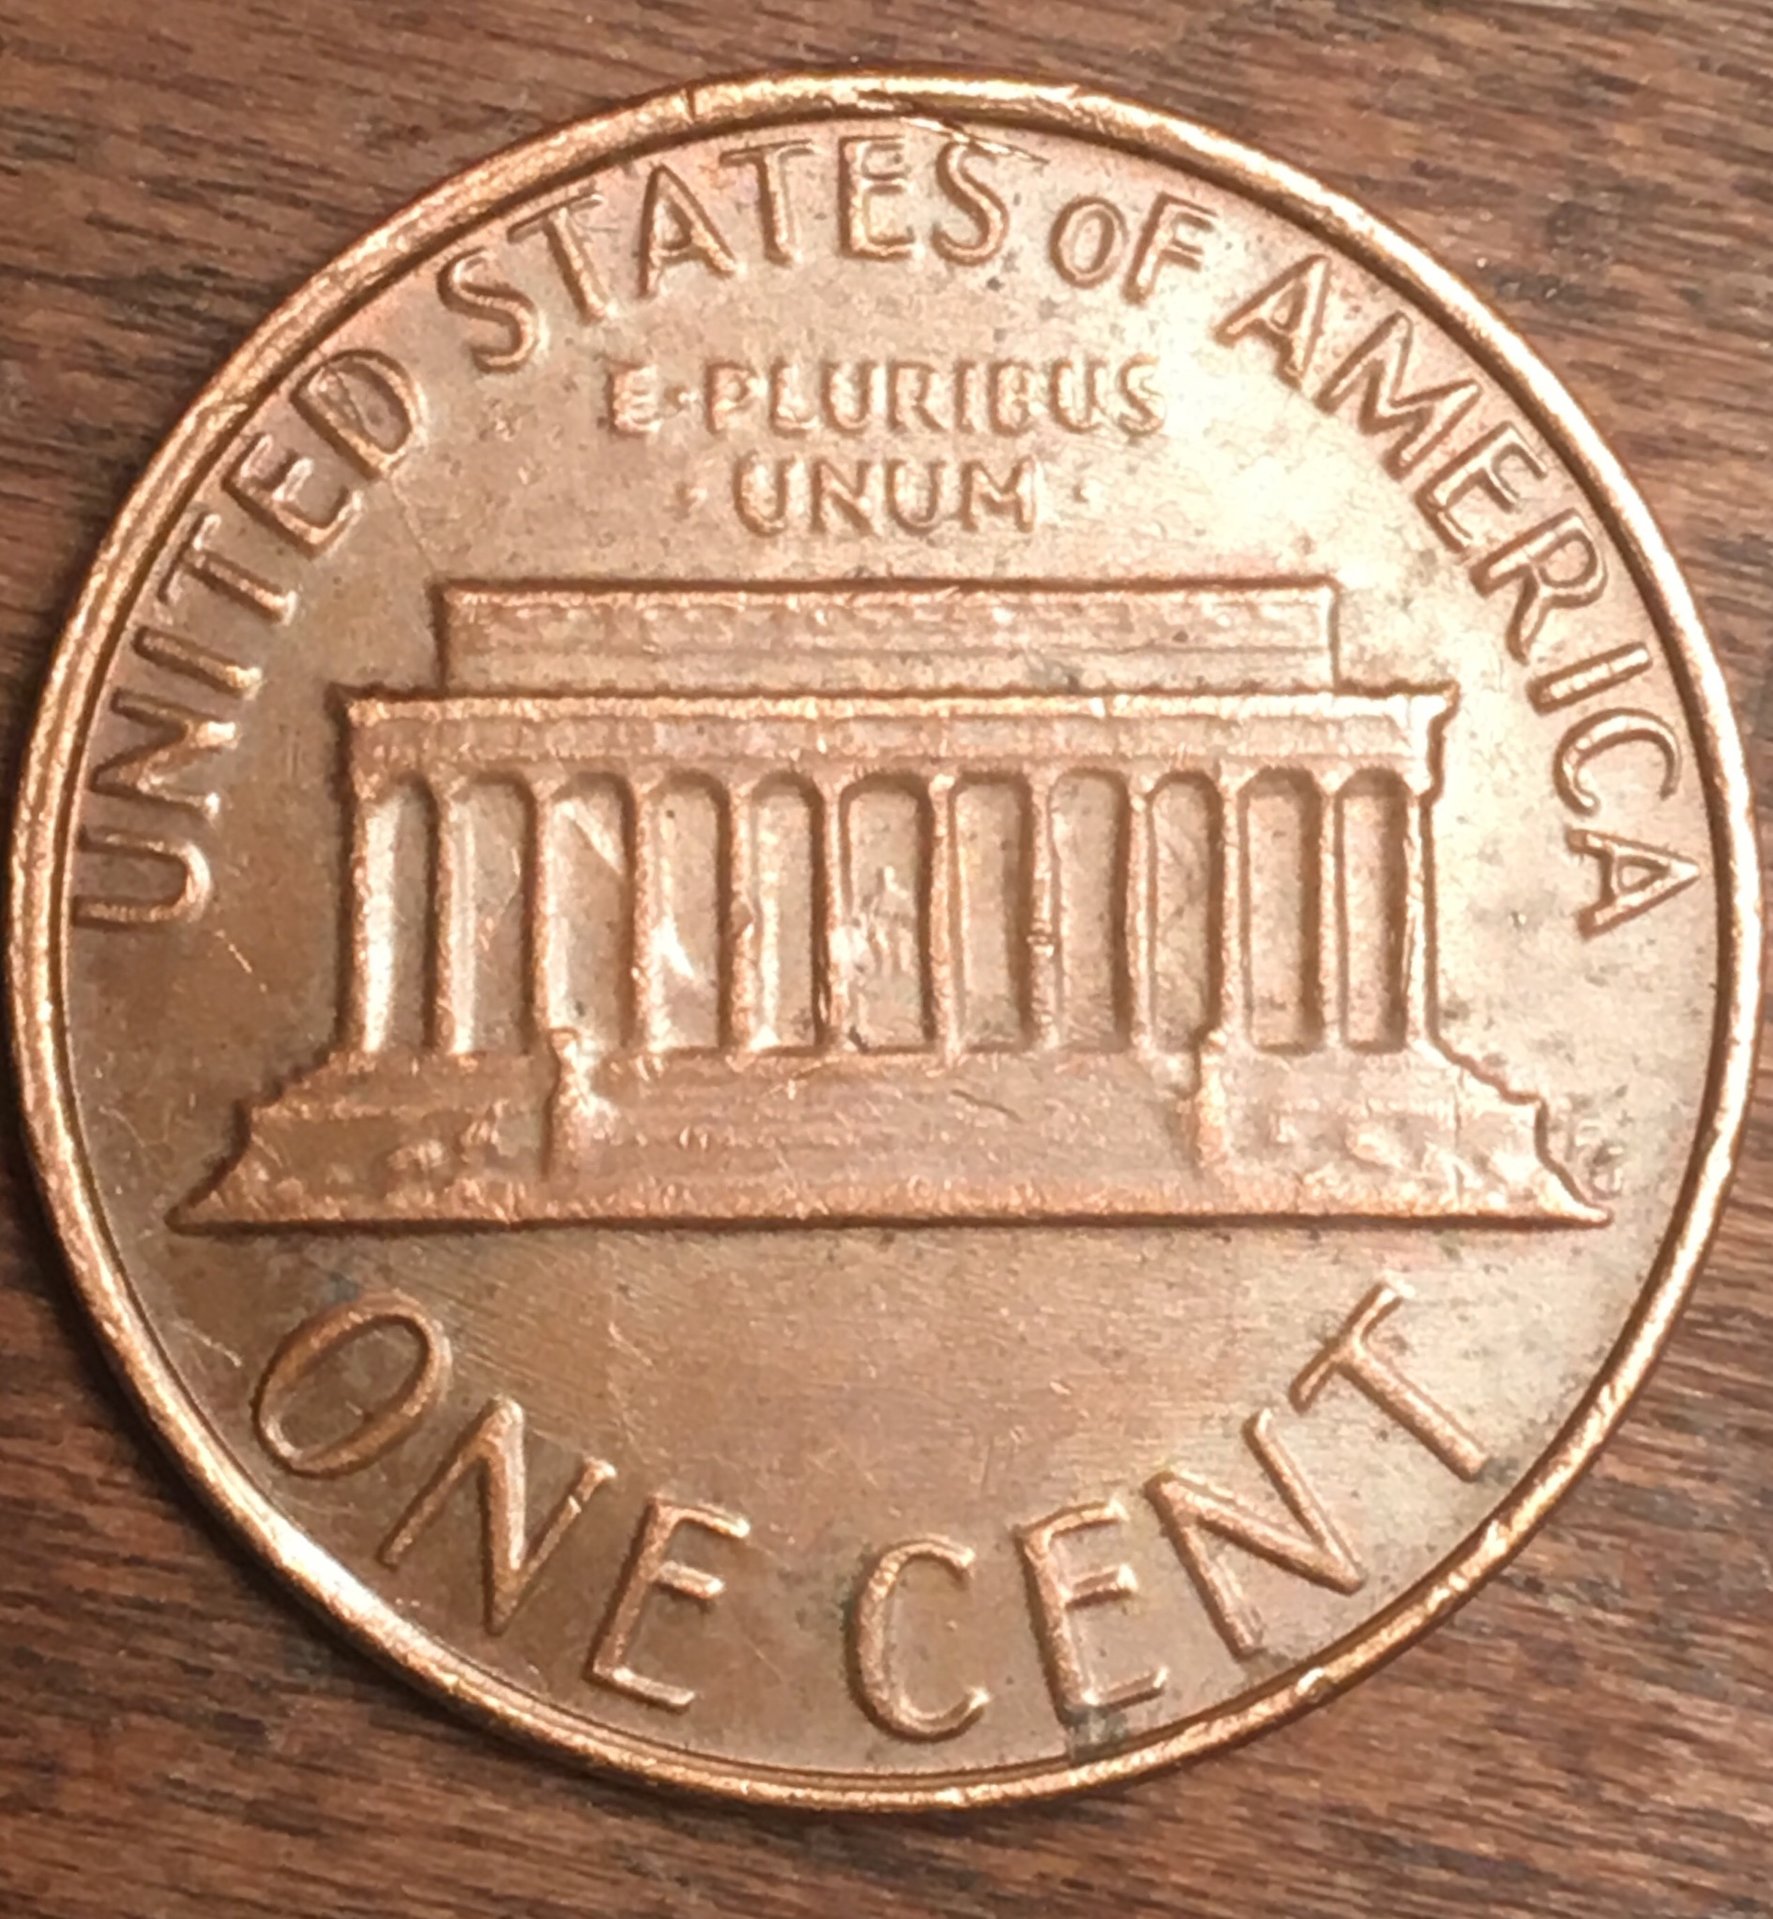 UNITED STATES OF AMERICA
E·PLURIBUS
·UNUM·
ONE CENT